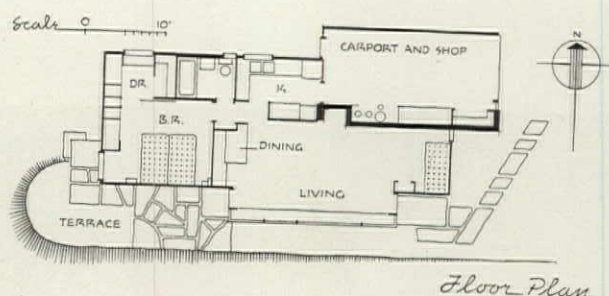 Scale 0 10'
N
CARPORT AND SHOP
DR.
K
B.R.
DINING
LIVING
TERRACE
Floor Plan